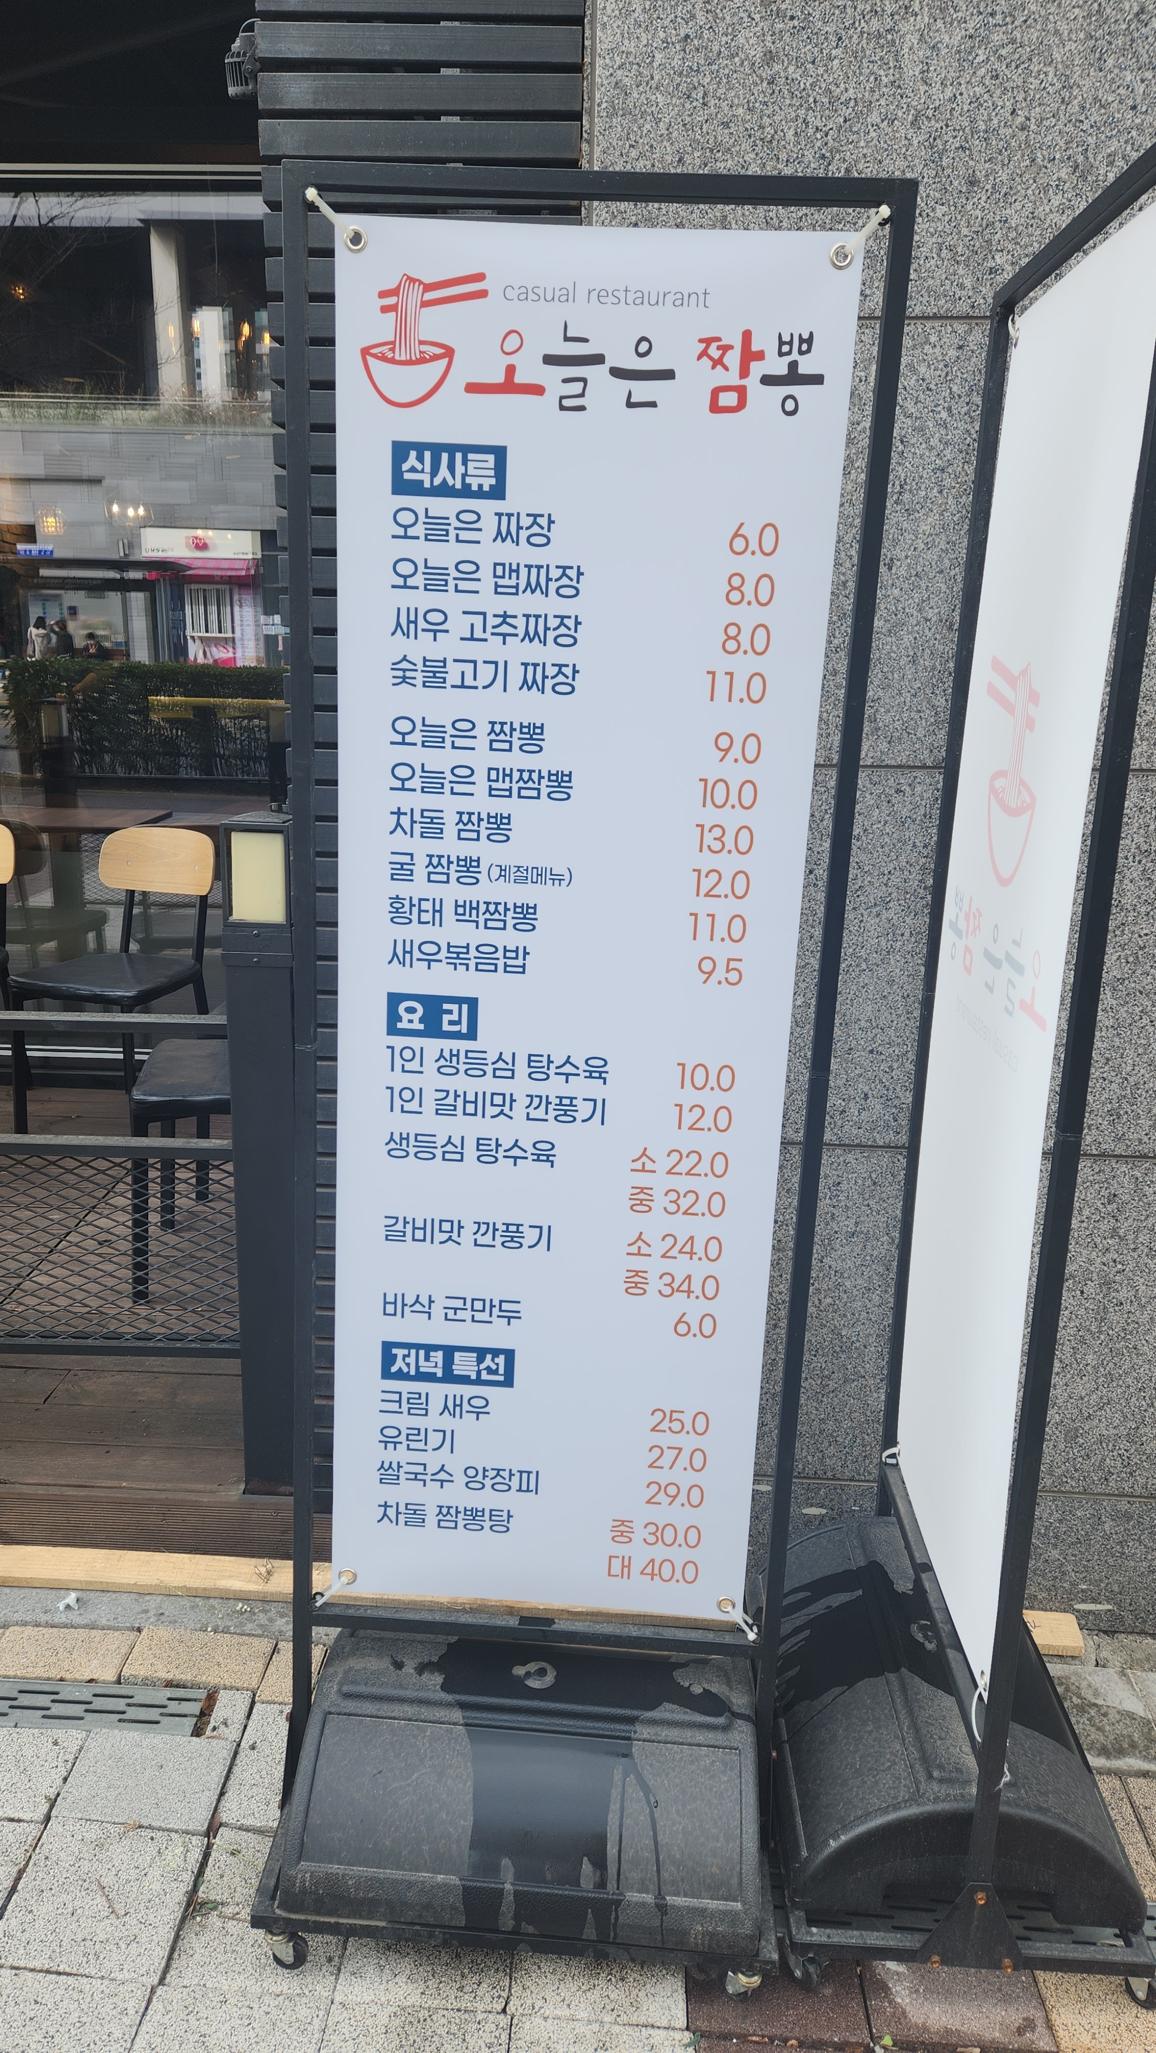 casual restaurant
오늘은 짬뽕
식사류
오늘은 짜장 6.0
오늘은 맵짜장 8.0
새우 고추짜장 8.0
숯불고기 짜장 11.0
오늘은 짬뽕 9.0
오늘은 맵짬뽕 10.0
차돌 짬뽕 13.0
굴 짬뽕 (계절메뉴) 12.0
황태 백짬뽕 11.0
새우볶음밥 9.5
요 리
1인 생등심 탕수육 10.0
1인 갈비맛 깐풍기 12.0
생등심 탕수육 소 22.0
중 32.0
갈비맛 깐풍기 소 24.0
중 34.0
바삭 군만두 6.0
저녁 특선
크림 새우 25.0
유린기 27.0
쌀국수 양장피 29.0
차돌 짬뽕탕 중 30.0
대 40.0